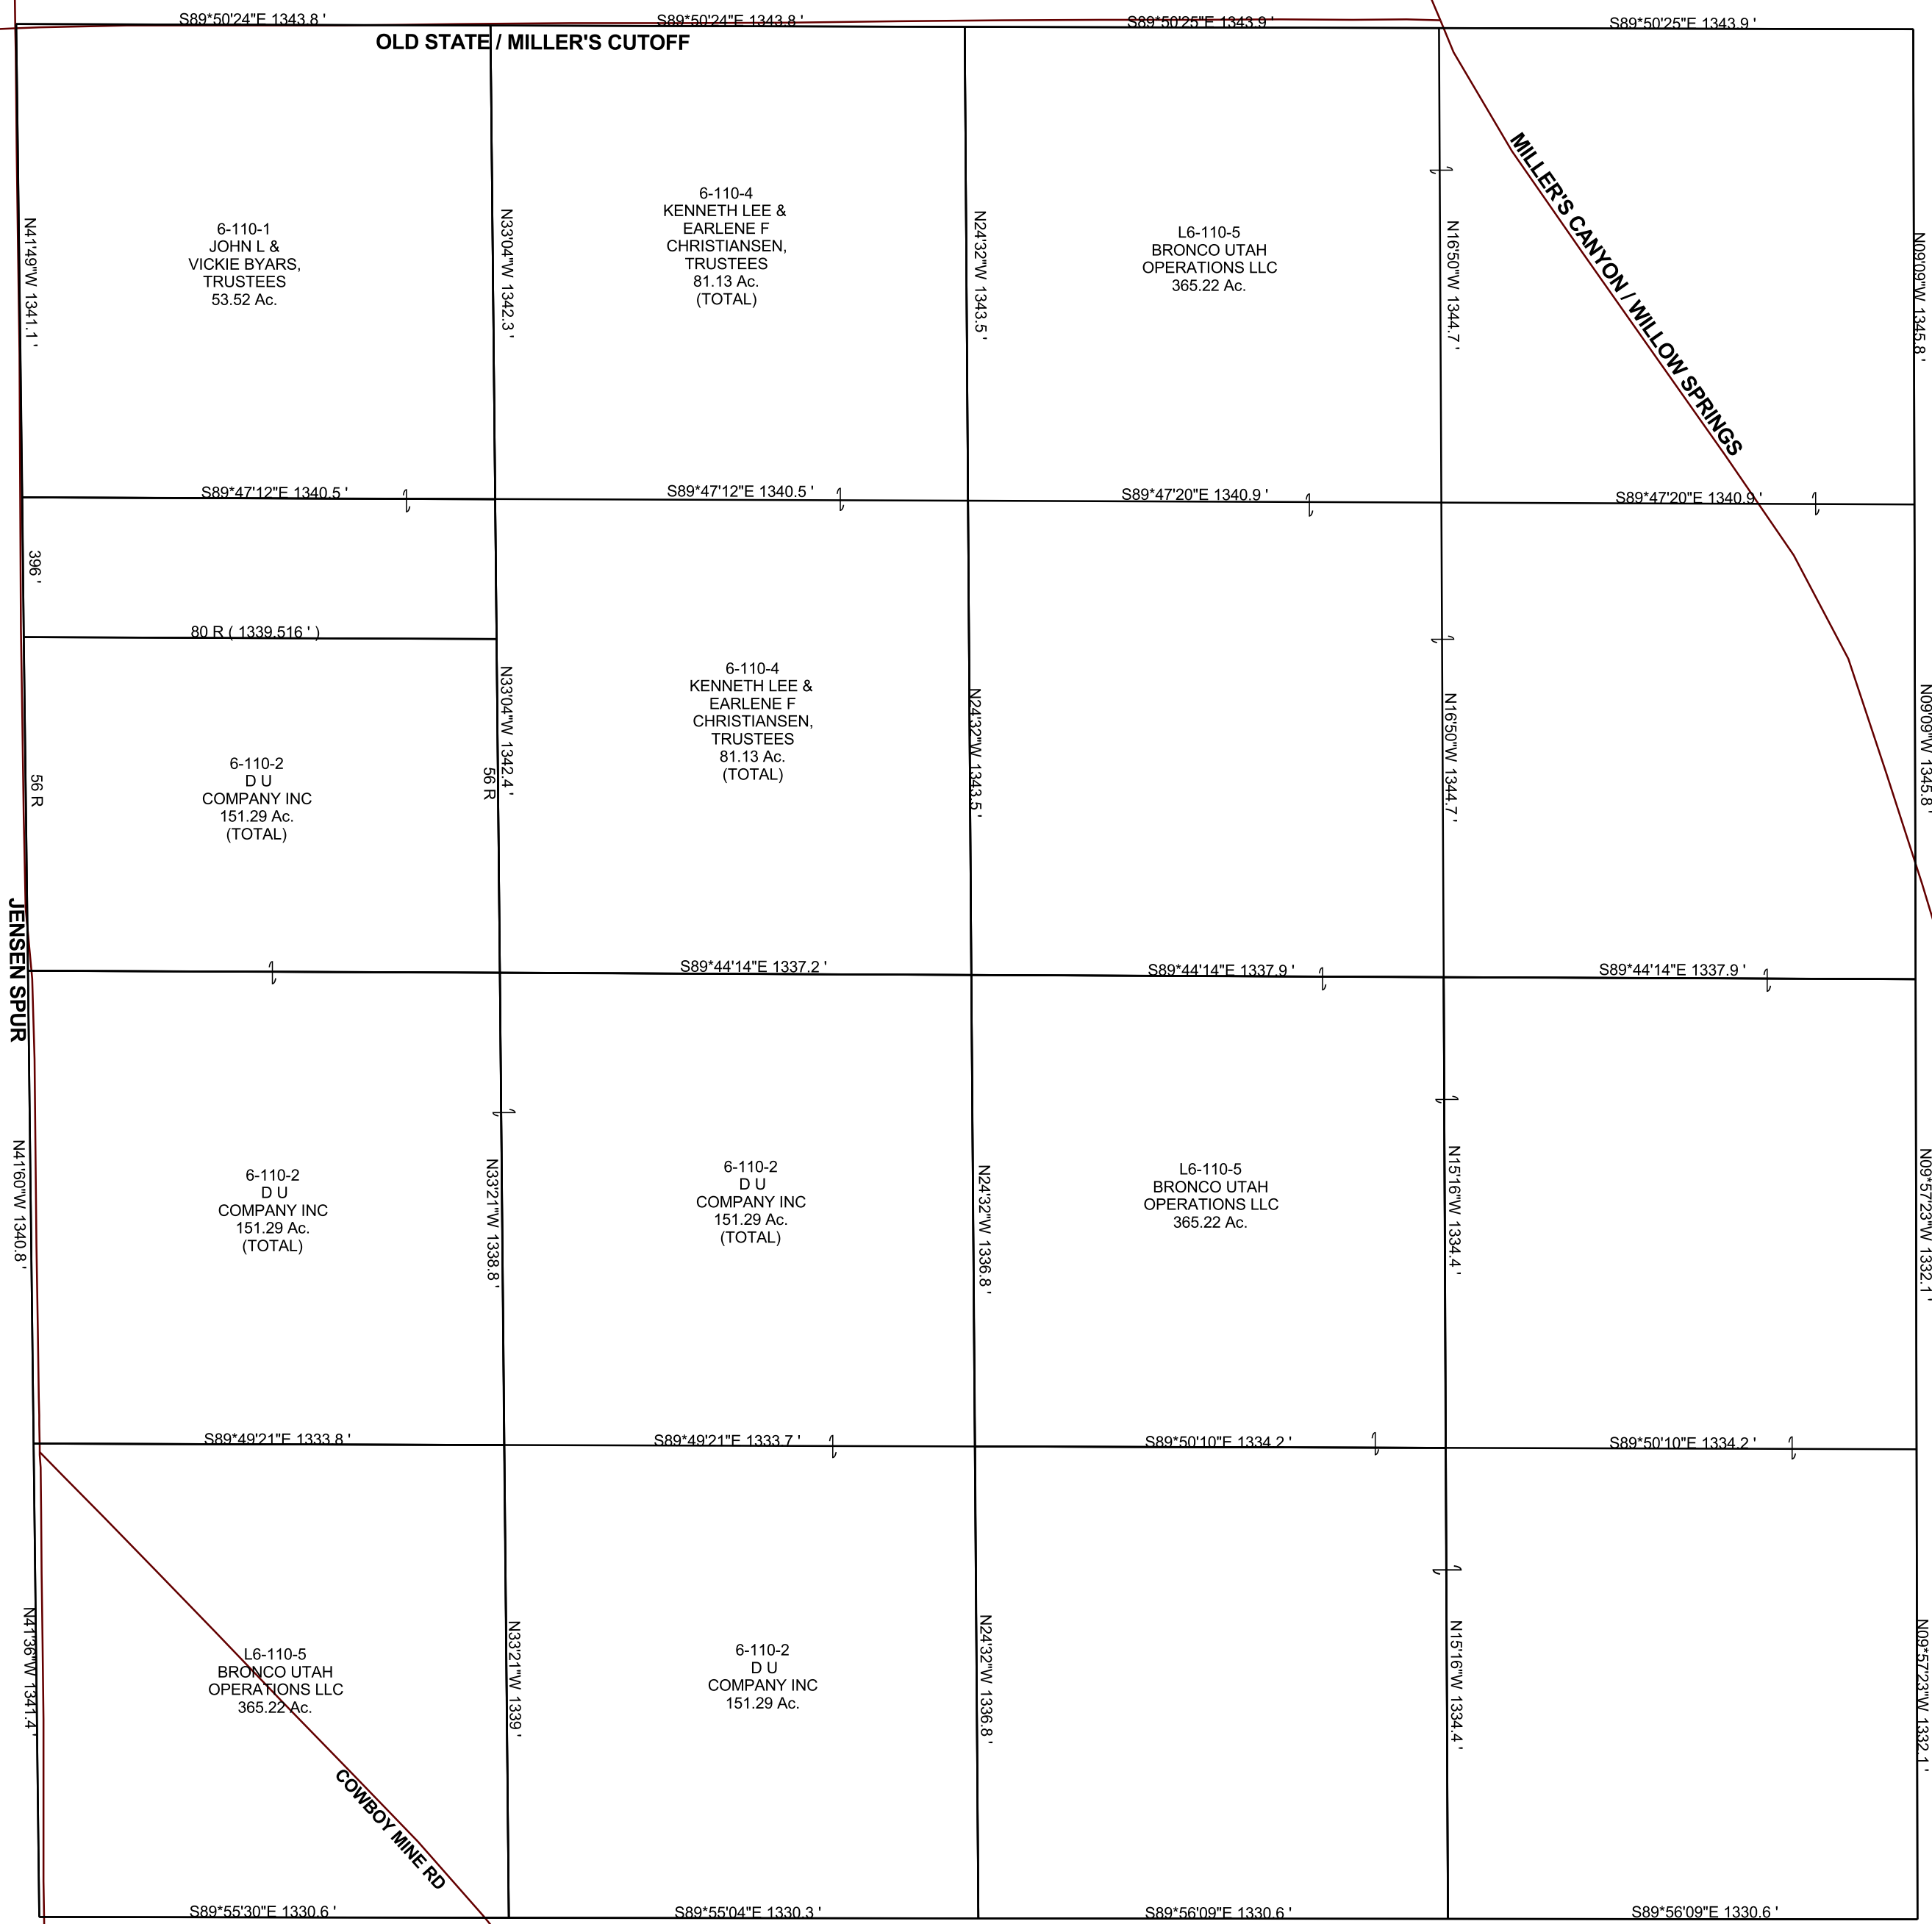 S89*50'24"E 1343.8 '
S89*50'24"E 1343.8 '
S89*50'25"E 1343.9 '
S89*50'25"E 1343.9 '
OLD STATE / MILLER'S CUTOFF
MILLER'S CANYON / WILLOW SPRINGS
N41'49"W 1341.1 '
6-110-1
JOHN L &
VICKIE BYARS,
TRUSTEES
53.52 Ac.
N33'04"W 1342.3 '
6-110-4
KENNETH LEE &
EARLENE F
CHRISTIANSEN,
TRUSTEES
81.13 Ac.
(TOTAL)
N24'32"W 1343.5 '
L6-110-5
BRONCO UTAH
OPERATIONS LLC
365.22 Ac.
N16'50"W 1344.7 '
N09'09"W 1345.8 '
S89*47'12"E 1340.5 '
S89*47'12"E 1340.5 '
S89*47'20"E 1340.9 '
S89*47'20"E 1340.9 '
396 '
80 R ( 1339.516 ' )
56 R
6-110-2
D U
COMPANY INC
151.29 Ac.
(TOTAL)
56 R
N33'04"W 1342.4 '
6-110-4
KENNETH LEE &
EARLENE F
CHRISTIANSEN,
TRUSTEES
81.13 Ac.
(TOTAL)
N24'32"W 1343.5 '
N16'50"W 1344.7 '
N09'09"W 1345.8 '
JENSEN SPUR
S89*44'14"E 1337.2 '
S89*44'14"E 1337.9 '
S89*44'14"E 1337.9 '
N41'60"W 1340.8 '
6-110-2
D U
COMPANY INC
151.29 Ac.
(TOTAL)
N33'21"W 1338.8 '
6-110-2
D U
COMPANY INC
151.29 Ac.
(TOTAL)
N24'32"W 1336.8 '
L6-110-5
BRONCO UTAH
OPERATIONS LLC
365.22 Ac.
N15'16"W 1334.4 '
N09*57'23"W 1332.1 '
S89*49'21"E 1333.8 '
S89*49'21"E 1333.7 '
S89*50'10"E 1334.2 '
S89*50'10"E 1334.2 '
N41'36"W 1341.4 '
L6-110-5
BRONCO UTAH
OPERATIONS LLC
365.22 Ac.
COWBOY MINE RD
N33'21"W 1339 '
6-110-2
D U
COMPANY INC
151.29 Ac.
N24'32"W 1336.8 '
N15'16"W 1334.4 '
N09*57'23"W 1332.1 '
S89*55'30"E 1330.6 '
S89*55'04"E 1330.3 '
S89*56'09"E 1330.6 '
S89*56'09"E 1330.6 '